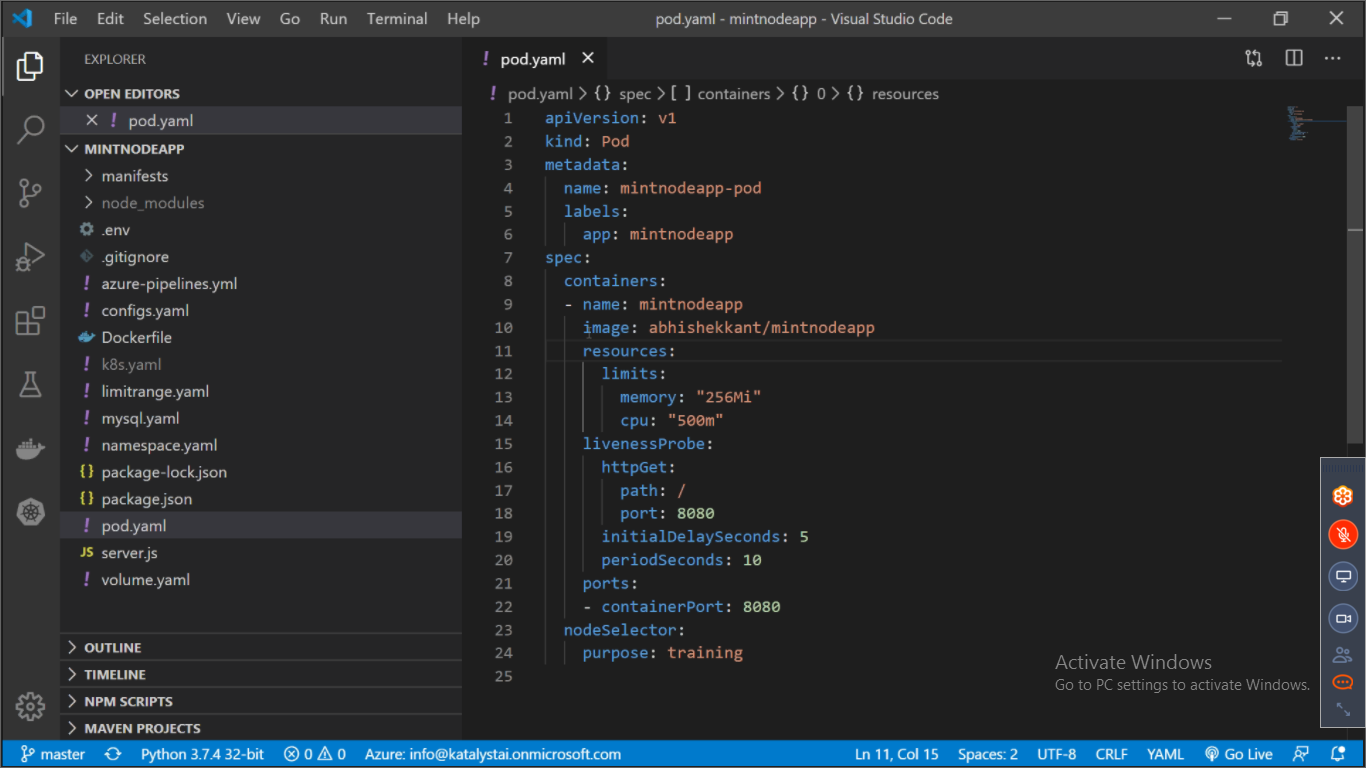 File Edit Selection View Go Run Terminal Help pod.yaml - mintnodeapp - Visual Studio Code
EXPLORER
OPEN EDITORS
pod.yaml
MINTNODEAPP
manifests
node_modules
.env
.gitignore
azure-pipelines.yml
configs.yaml
Dockerfile
k8s.yaml
limitrange.yaml
mysql.yaml
namespace.yaml
package-lock.json
package.json
pod.yaml
JS server.js
volume.yaml
OUTLINE
TIMELINE
NPM SCRIPTS
MAVEN PROJECTS
! pod.yaml
! pod.yaml > {} spec > [ ] containers > {} 0 > {} resources
1 apiVersion: v1
2 kind: Pod
3 metadata:
4 name: mintnodeapp-pod
5 labels:
6 app: mintnodeapp
7 spec:
8 containers:
9 - name: mintnodeapp
10 image: abhishekkant/mintnodeapp
11 resources:
12 limits:
13 memory: "256Mi"
14 cpu: "500m"
15 livenessProbe:
16 httpGet:
17 path: /
18 port: 8080
19 initialDelaySeconds: 5
20 periodSeconds: 10
21 ports:
22 - containerPort: 8080
23 nodeSelector:
24 purpose: training
25
Activate Windows
Go to PC settings to activate Windows.
master Python 3.7.4 32-bit 0 0 Azure: info@katalystai.onmicrosoft.com Ln 11, Col 15 Spaces: 2 UTF-8 CRLF YAML Go Live